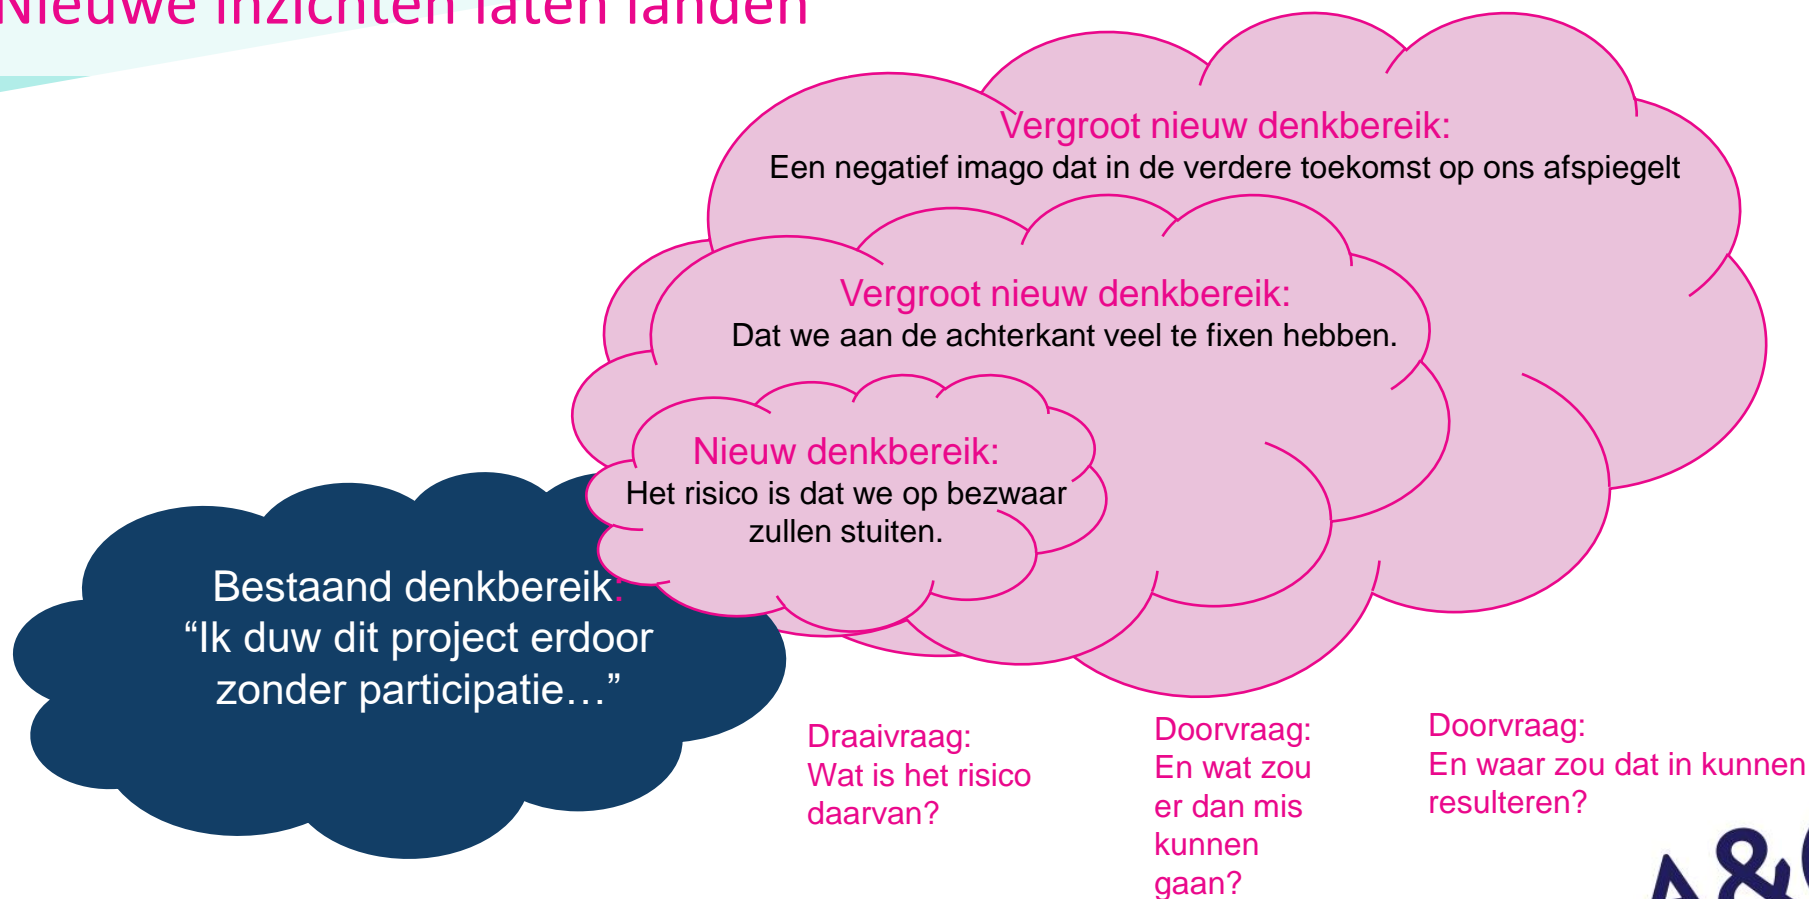 Nieuwe inzichten laten landen
Vergroot nieuw denkbereik:
Een negatief imago dat in de verdere toekomst op ons afspiegelt
Vergroot nieuw denkbereik:
Dat we aan de achterkant veel te fixen hebben.
Nieuw denkbereik:
Het risico is dat we op bezwaar
zullen stuiten.
Bestaand denkbereik:
“Ik duw dit project erdoor
zonder participatie…”
Draaivraag:
Wat is het risico
daarvan?
Doorvraag:
En wat zou
er dan mis
kunnen
gaan?
Doorvraag:
En waar zou dat in kunnen
resulteren?